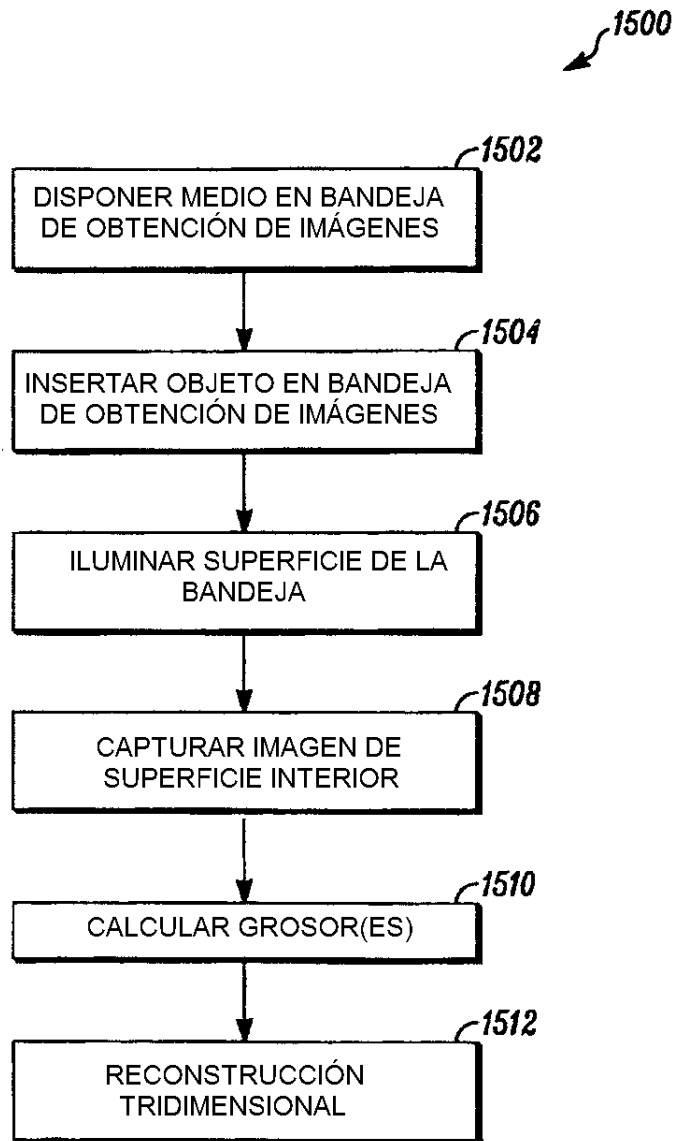 1500
1502
DISPONER MEDIO EN BANDEJA
DE OBTENCIÓN DE IMÁGENES
1504
INSERTAR OBJETO EN BANDEJA
DE OBTENCIÓN DE IMÁGENES
1506
ILUMINAR SUPERFICIE DE LA
BANDEJA
1508
CAPTURAR IMAGEN DE
SUPERFICIE INTERIOR
1510
CALCULAR GROSOR(ES)
1512
RECONSTRUCCIÓN
TRIDIMENSIONAL